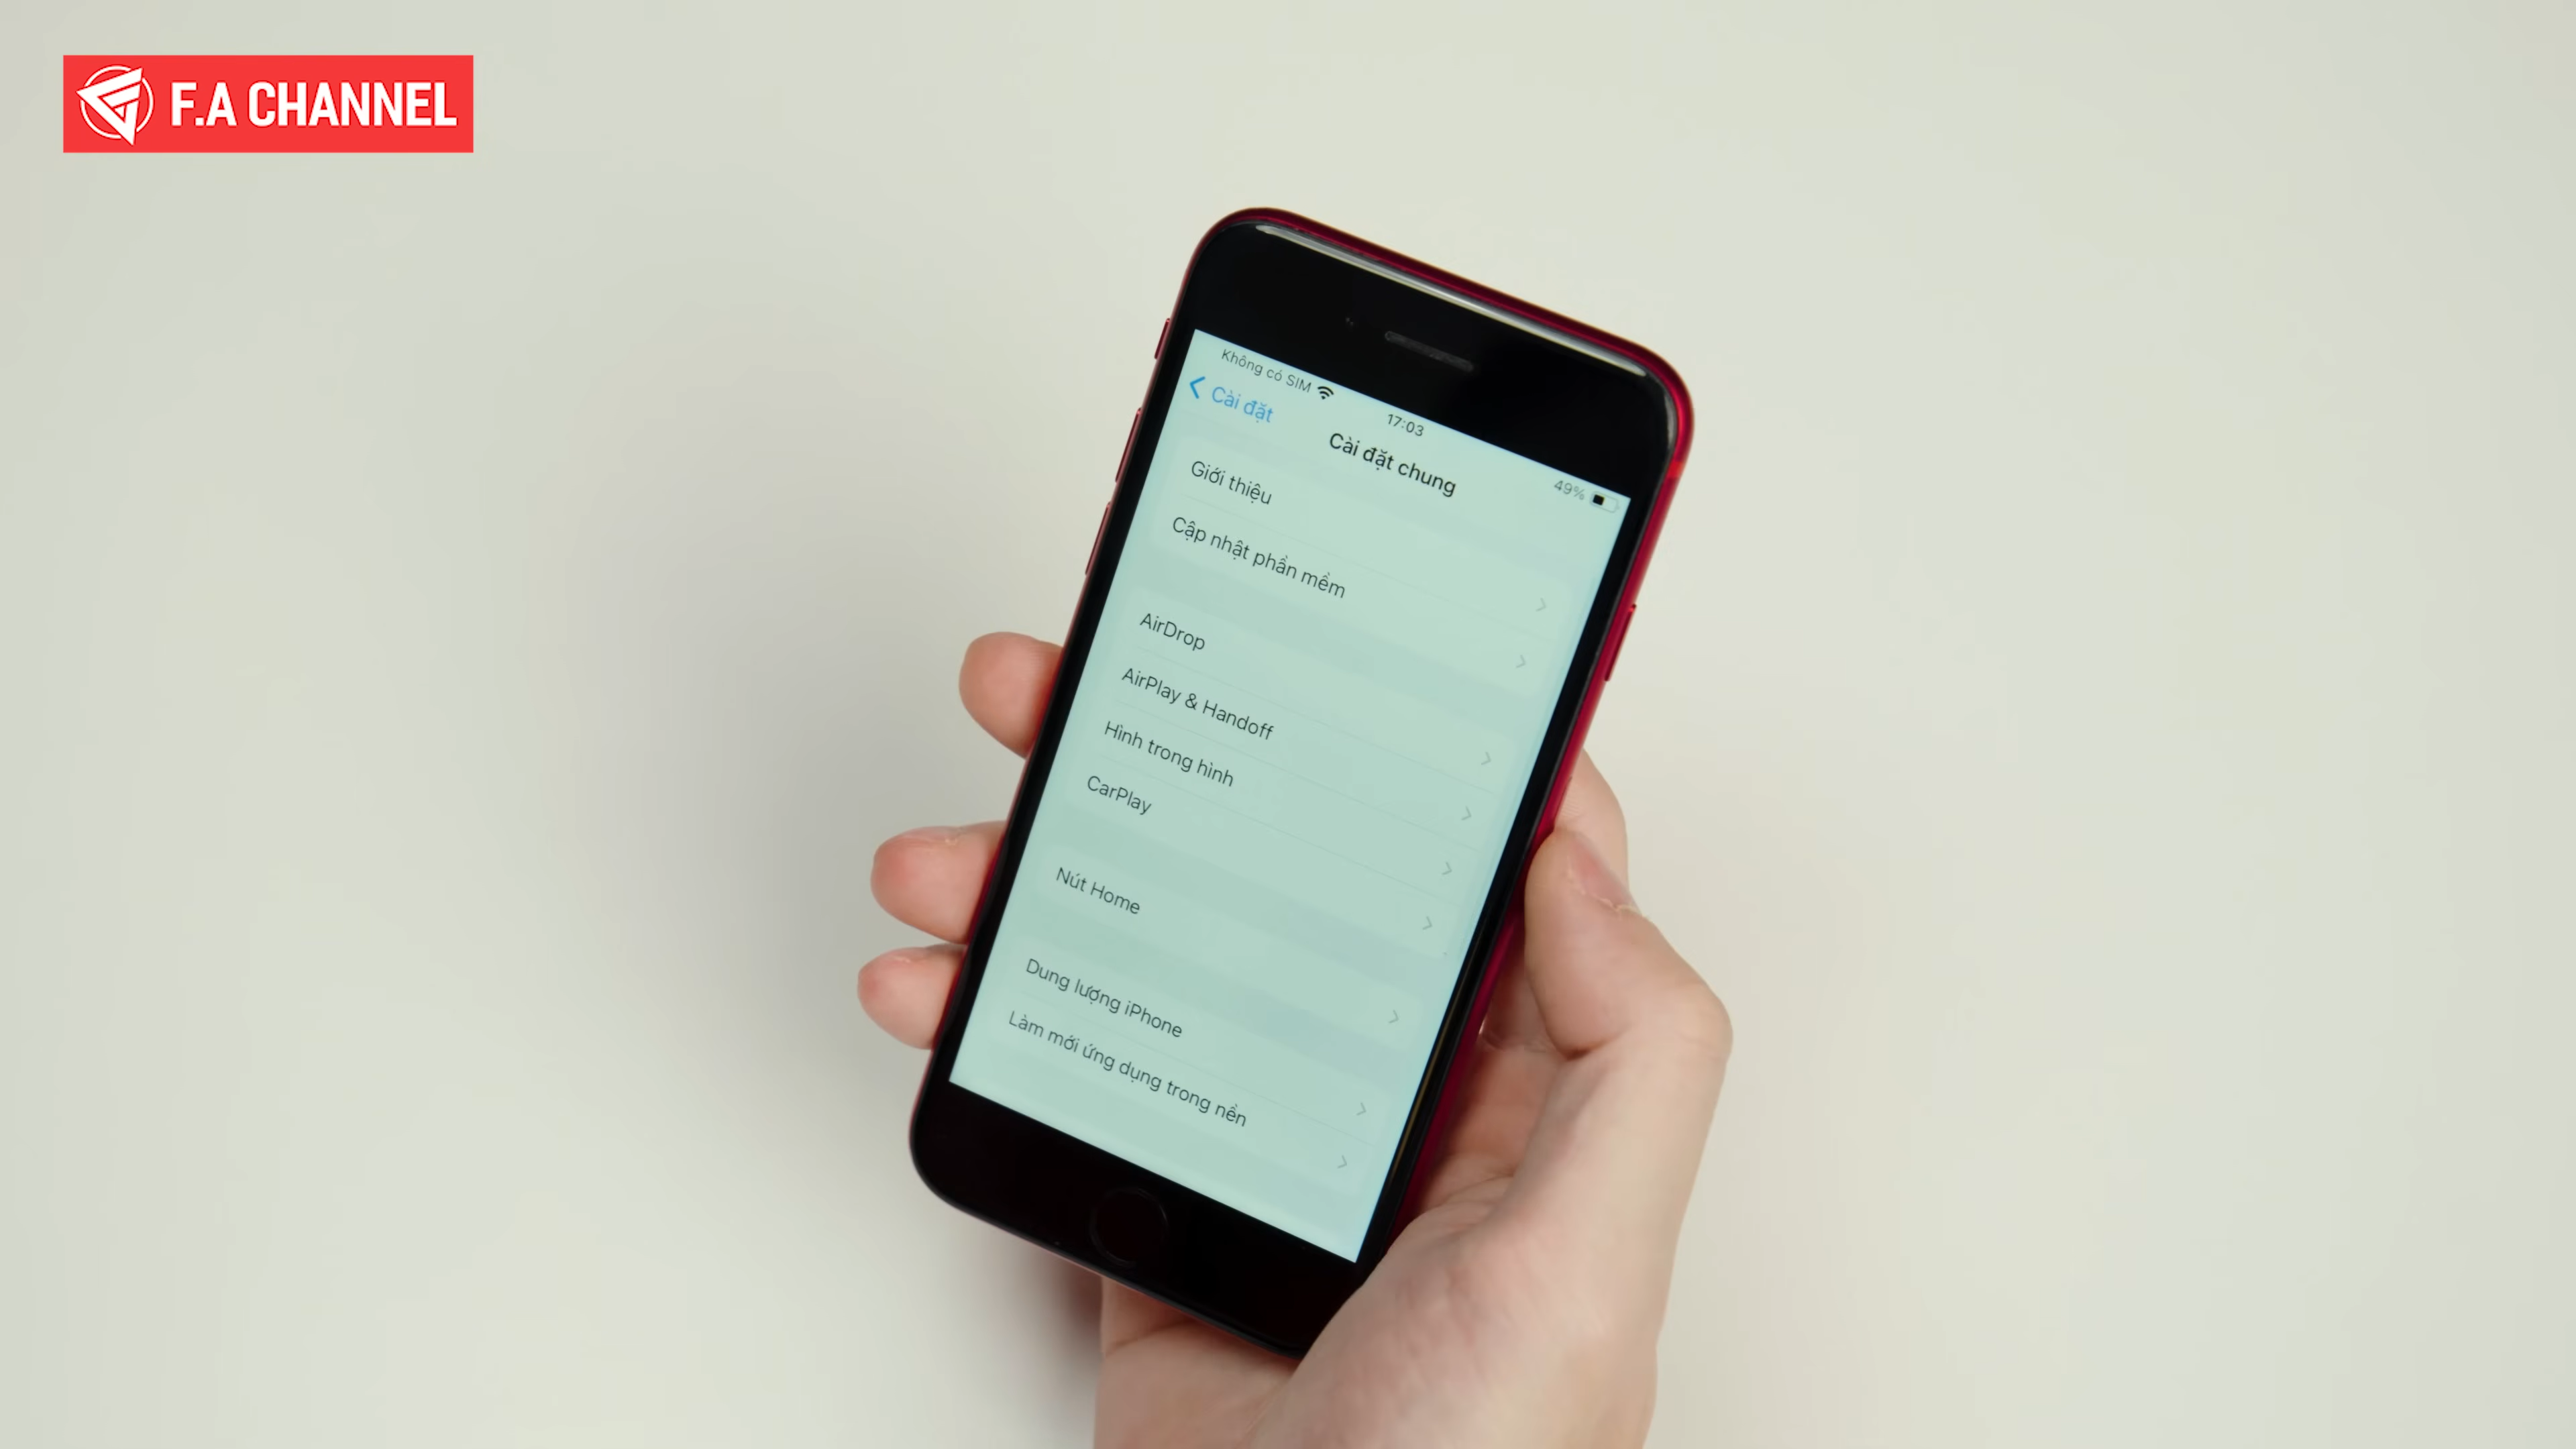 F.A CHANNEL
Không có SIM
17:03
49%
Cài đặt
Cài đặt chung
Giới thiệu
Cập nhật phần mềm
AirDrop
AirPlay & Handoff
Hình trong hình
CarPlay
Nút Home
Dung lượng iPhone
Làm mới ứng dụng trong nền